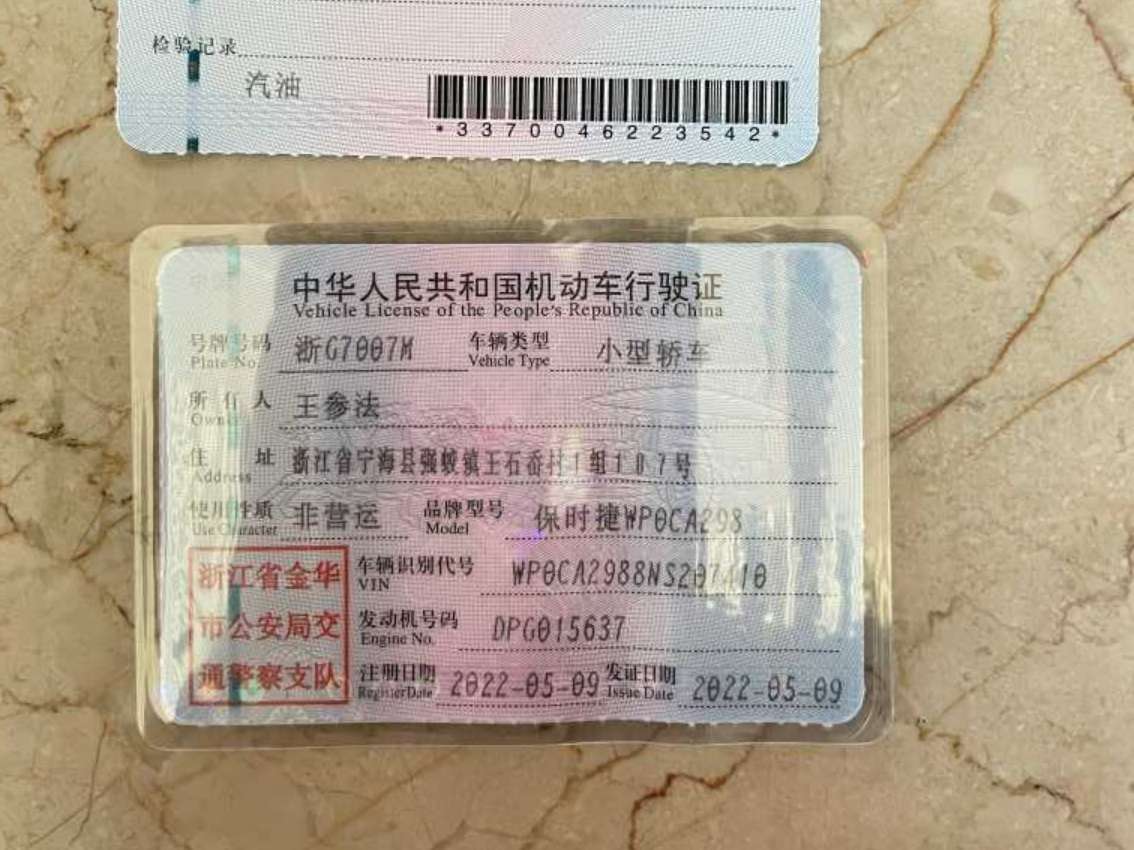 检验记录
汽油
*3370046223542*
中华人民共和国机动车行驶证
Vehicle License of the People's Republic of China
号牌号码 浙G7007M 车辆类型 小型轿车
Plate No. Vehicle Type
所有人 王参法
Owner
住址 浙江省宁海县强蛟镇王石岙村1组107号
Address
使用性质 非营运 品牌型号 保时捷WP0CA298
Use Character Model
浙江省金华 车辆识别代号 WP0CA2988NS207410
VIN
市公安局交 发动机号码 DPG015637
Engine No.
通警察支队 注册日期 2022-05-09 发证日期 2022-05-09
Register Date Issue Date